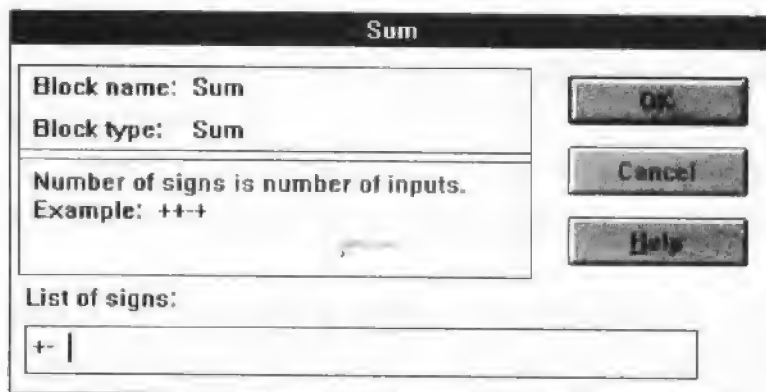 Sum
Block name: Sum
Block type: Sum
Number of signs is number of inputs.
Example: ++-+
OK
Cancel
Help
List of signs:
+-